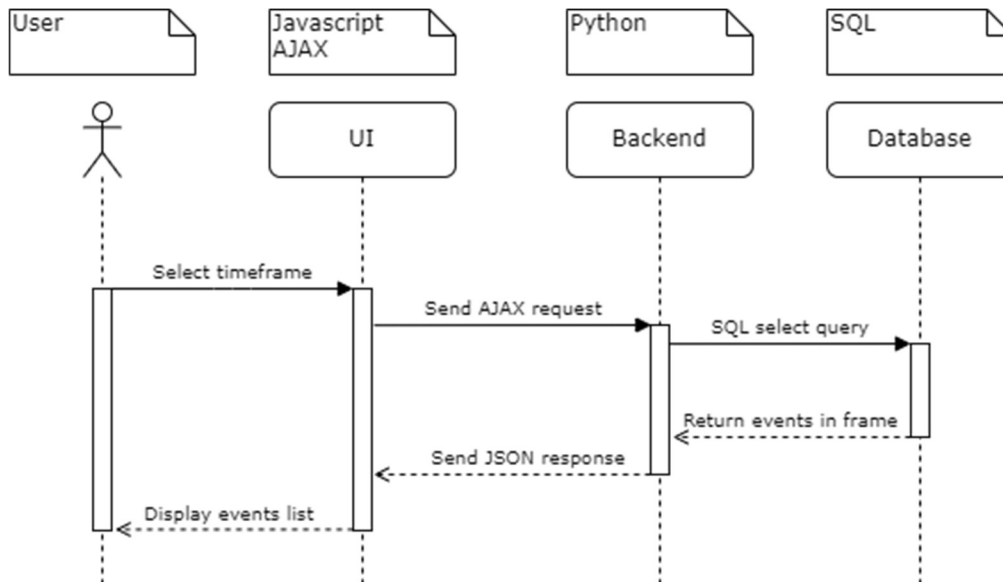 User
Javascript
AJAX
Python
SQL
UI
Backend
Database
Select timeframe
Send AJAX request
SQL select query
Return events in frame
Send JSON response
Display events list